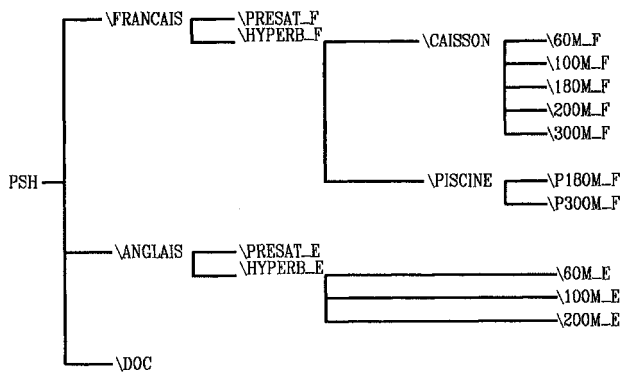 \FRANCAIS
\PRESAT_F
\HYPERB_F
\CAISSON
\60M_F
\100M_F
\180M_F
\200M_F
\300M_F
PSH
\PISCINE
\P180M_F
\P300M_F
\ANGLAIS
\PRESAT_E
\HYPERB_E
\60M_E
\100M_E
\200M_E
\DOC